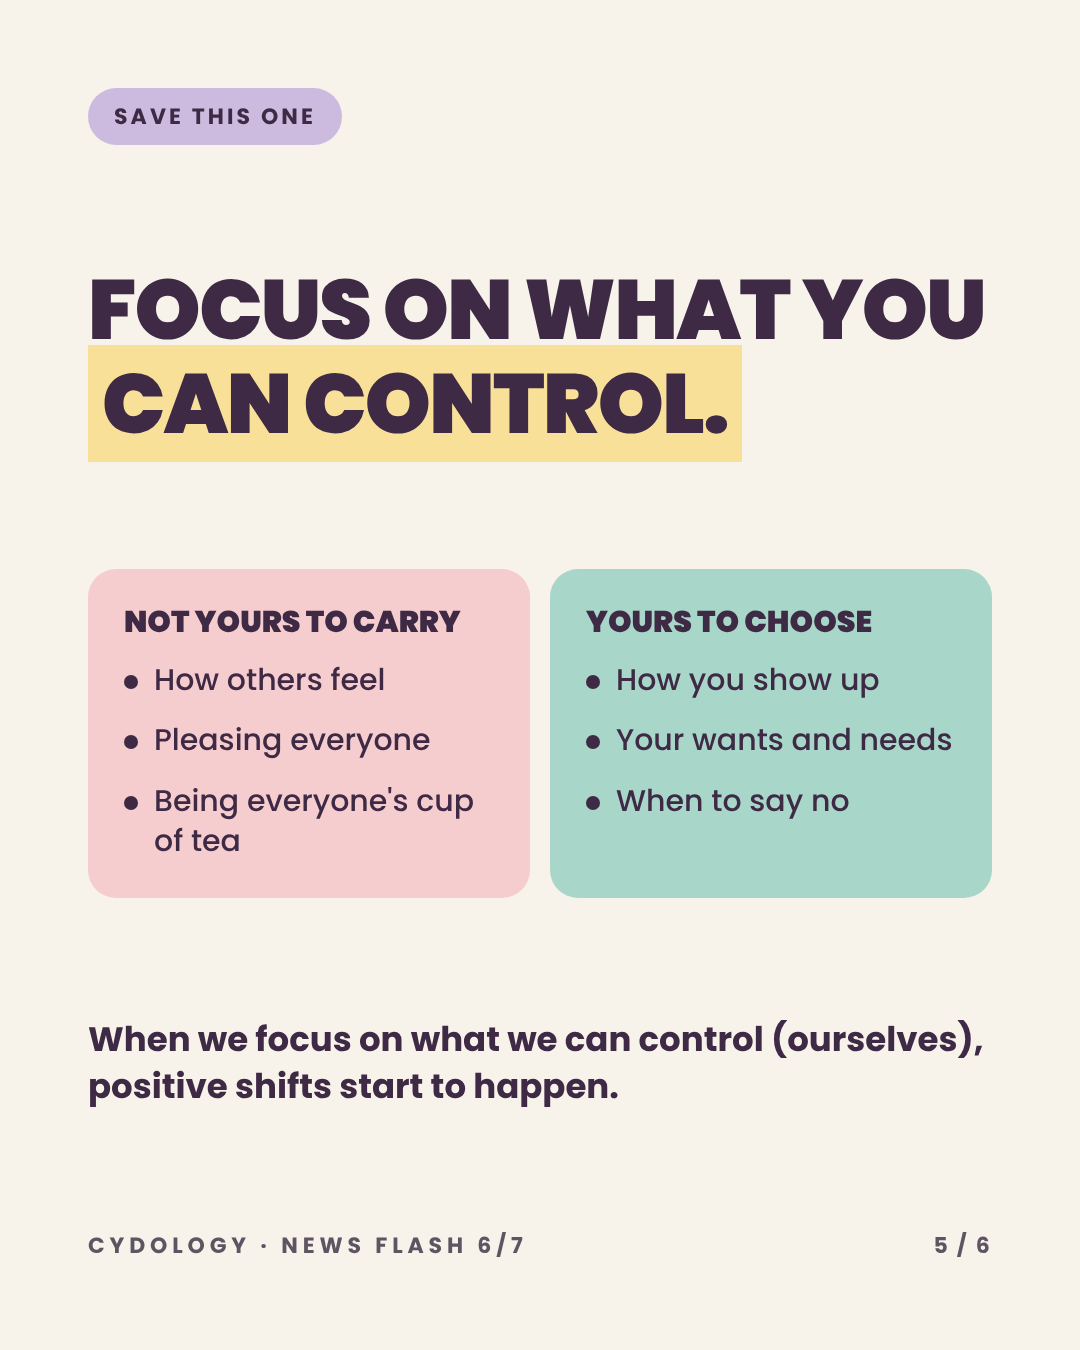 SAVE THIS ONE
FOCUS ON WHAT YOU
CAN CONTROL.
NOT YOURS TO CARRY
How others feel
Pleasing everyone
Being everyone's cup
of tea
YOURS TO CHOOSE
How you show up
Your wants and needs
When to say no
When we focus on what we can control (ourselves),
positive shifts start to happen.
CYDOLOGY · NEWS FLASH 6/7
5 / 6